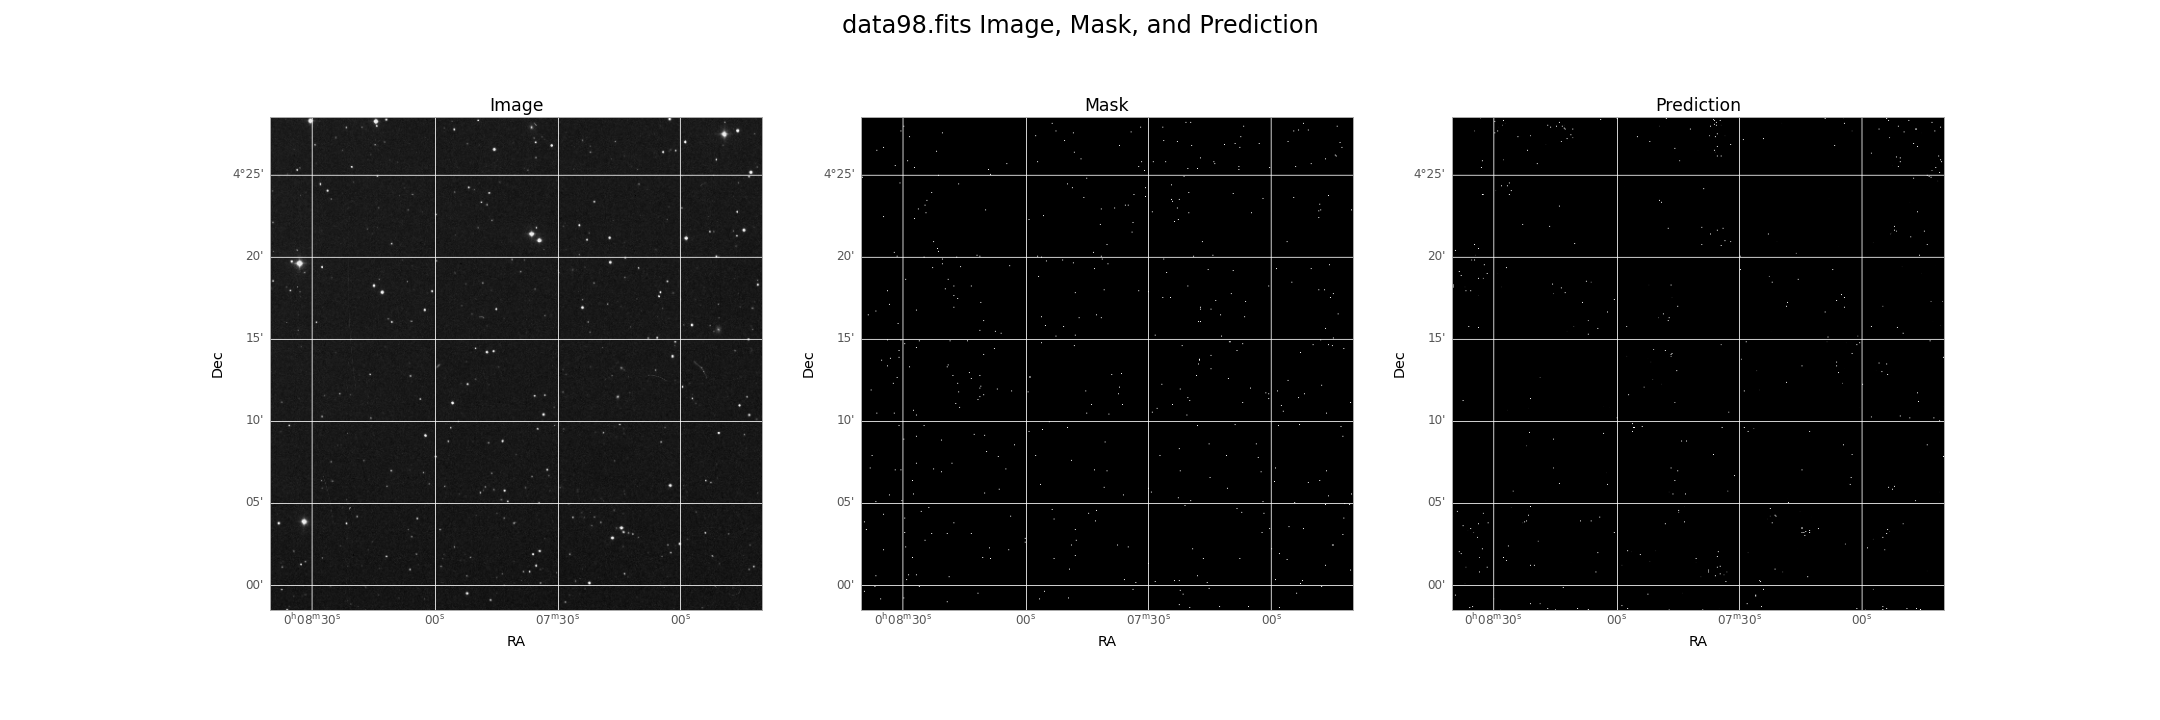 data98.fits Image, Mask, and Prediction
Image
Mask
Prediction
4°25'
20'
15'
10'
05'
00'
Dec
0ʰ08ᵐ30ˢ 00ˢ 07ᵐ30ˢ 00ˢ
RA
4°25'
20'
15'
10'
05'
00'
Dec
0ʰ08ᵐ30ˢ 00ˢ 07ᵐ30ˢ 00ˢ
RA
4°25'
20'
15'
10'
05'
00'
Dec
0ʰ08ᵐ30ˢ 00ˢ 07ᵐ30ˢ 00ˢ
RA